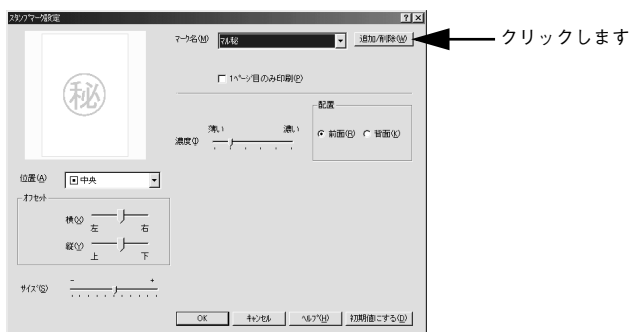 スタンプマーク設定
マーク名(M) マル秘 追加/削除(W) クリックします
1ページ目のみ印刷(P)
秘
配置
薄い 濃い
濃度(I)
前面(R) 背面(K)
位置(A) 中央
オフセット
横(X)
左 右
縦(Y)
上 下
サイズ(S) - +
OK キャンセル ヘルプ(H) 初期値にする(D)